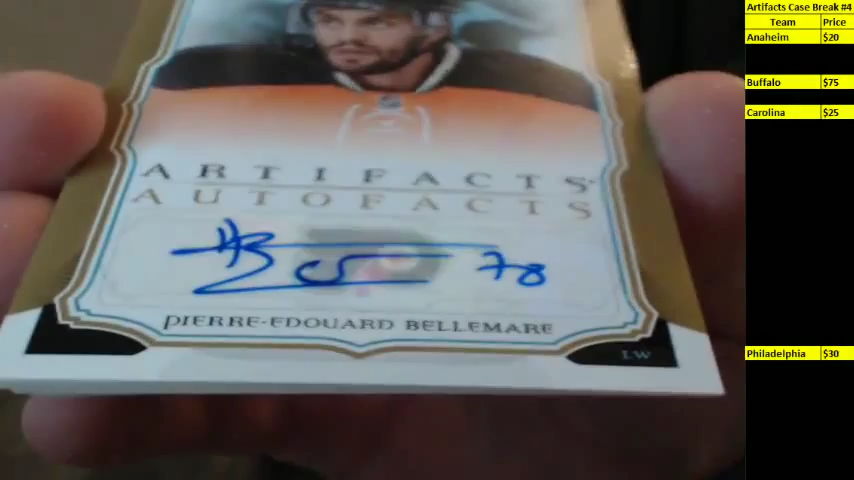 ARTIFACTS
AUTOFACTS
78
PIERRE-EDOUARD BELLEMARE
LW
Artifacts Case Break #4
Team Price
Anaheim $20
Buffalo $75
Carolina $25
Philadelphia $30